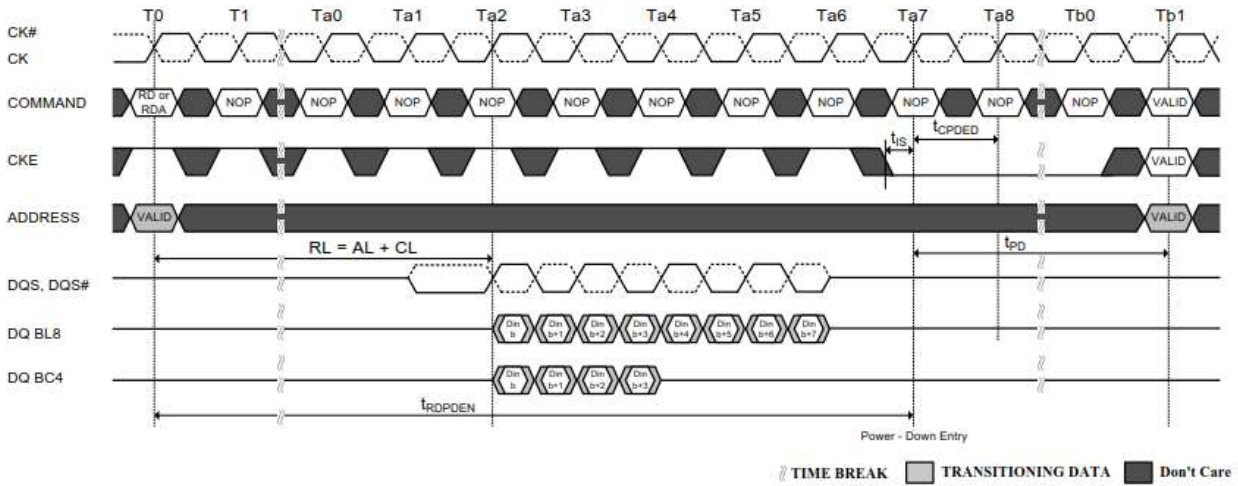 T0 T1 Ta0 Ta1 Ta2 Ta3 Ta4 Ta5 Ta6 Ta7 Ta8 Tb0 Tb1
CK#
CK
COMMAND RD or RDA NOP NOP NOP NOP NOP NOP NOP NOP NOP NOP NOP VALID
tIS tCPDED
CKE VALID
ADDRESS VALID VALID
RL = AL + CL tPD
DQS, DQS#
DQ BL8 Din b Din b+1 Din b+2 Din b+3 Din b+4 Din b+5 Din b+6 Din b+7
DQ BC4 Din b Din b+1 Din b+2 Din b+3
tRDPDEN
Power - Down Entry
TIME BREAK TRANSITIONING DATA Don't Care